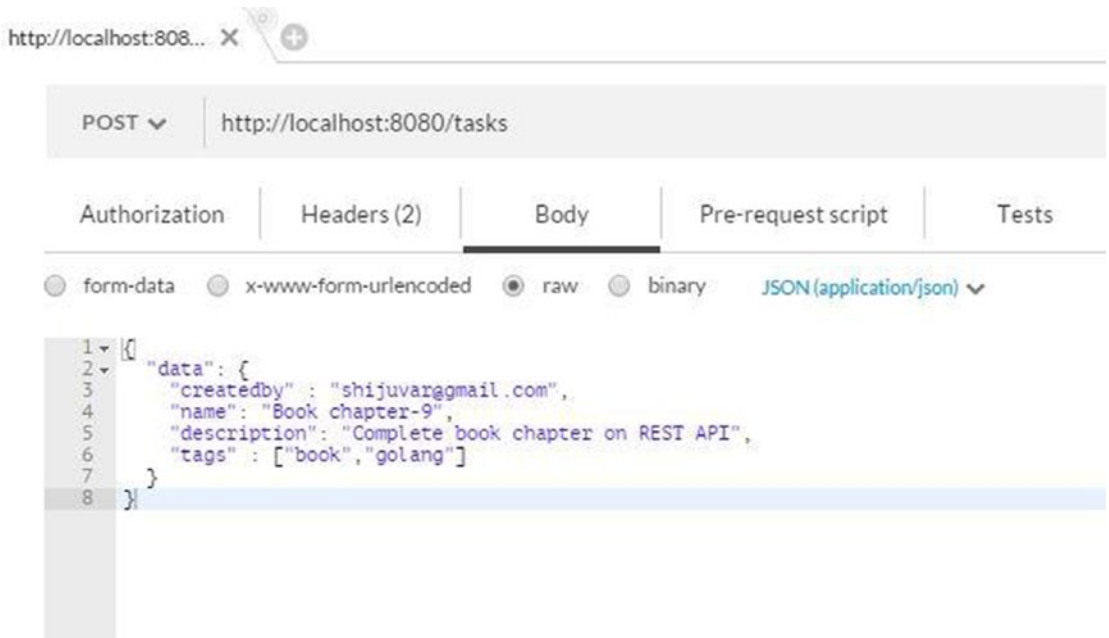 http://localhost:808...
POST http://localhost:8080/tasks
Authorization Headers (2) Body Pre-request script Tests
form-data x-www-form-urlencoded raw binary JSON (application/json)
1 {
2 "data": {
3 "createdby" : "shijuvar@gmail.com",
4 "name": "Book chapter-9",
5 "description": "Complete book chapter on REST API",
6 "tags" : ["book","golang"]
7 }
8 }